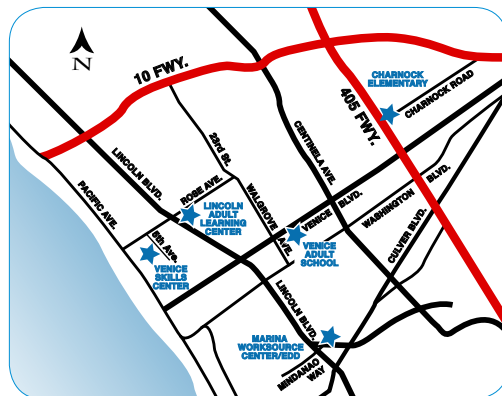 N
10 FWY.
405 FWY.
CHARNOCK
ELEMENTARY
CHARNOCK ROAD
23rd St.
CENTINELA AVE.
LINCOLN BLVD.
PACIFIC AVE.
ROSE AVE.
LINCOLN
ADULT
LEARNING
CENTER
WALGROVE AVE.
VENICE BLVD.
WASHINGTON BLVD.
CULVER BLVD.
5th Ave.
VENICE
SKILLS
CENTER
VENICE
ADULT
SCHOOL
LINCOLN BLVD.
MARINA
WORKSOURCE
CENTER/EDD
MINDANAO
WAY